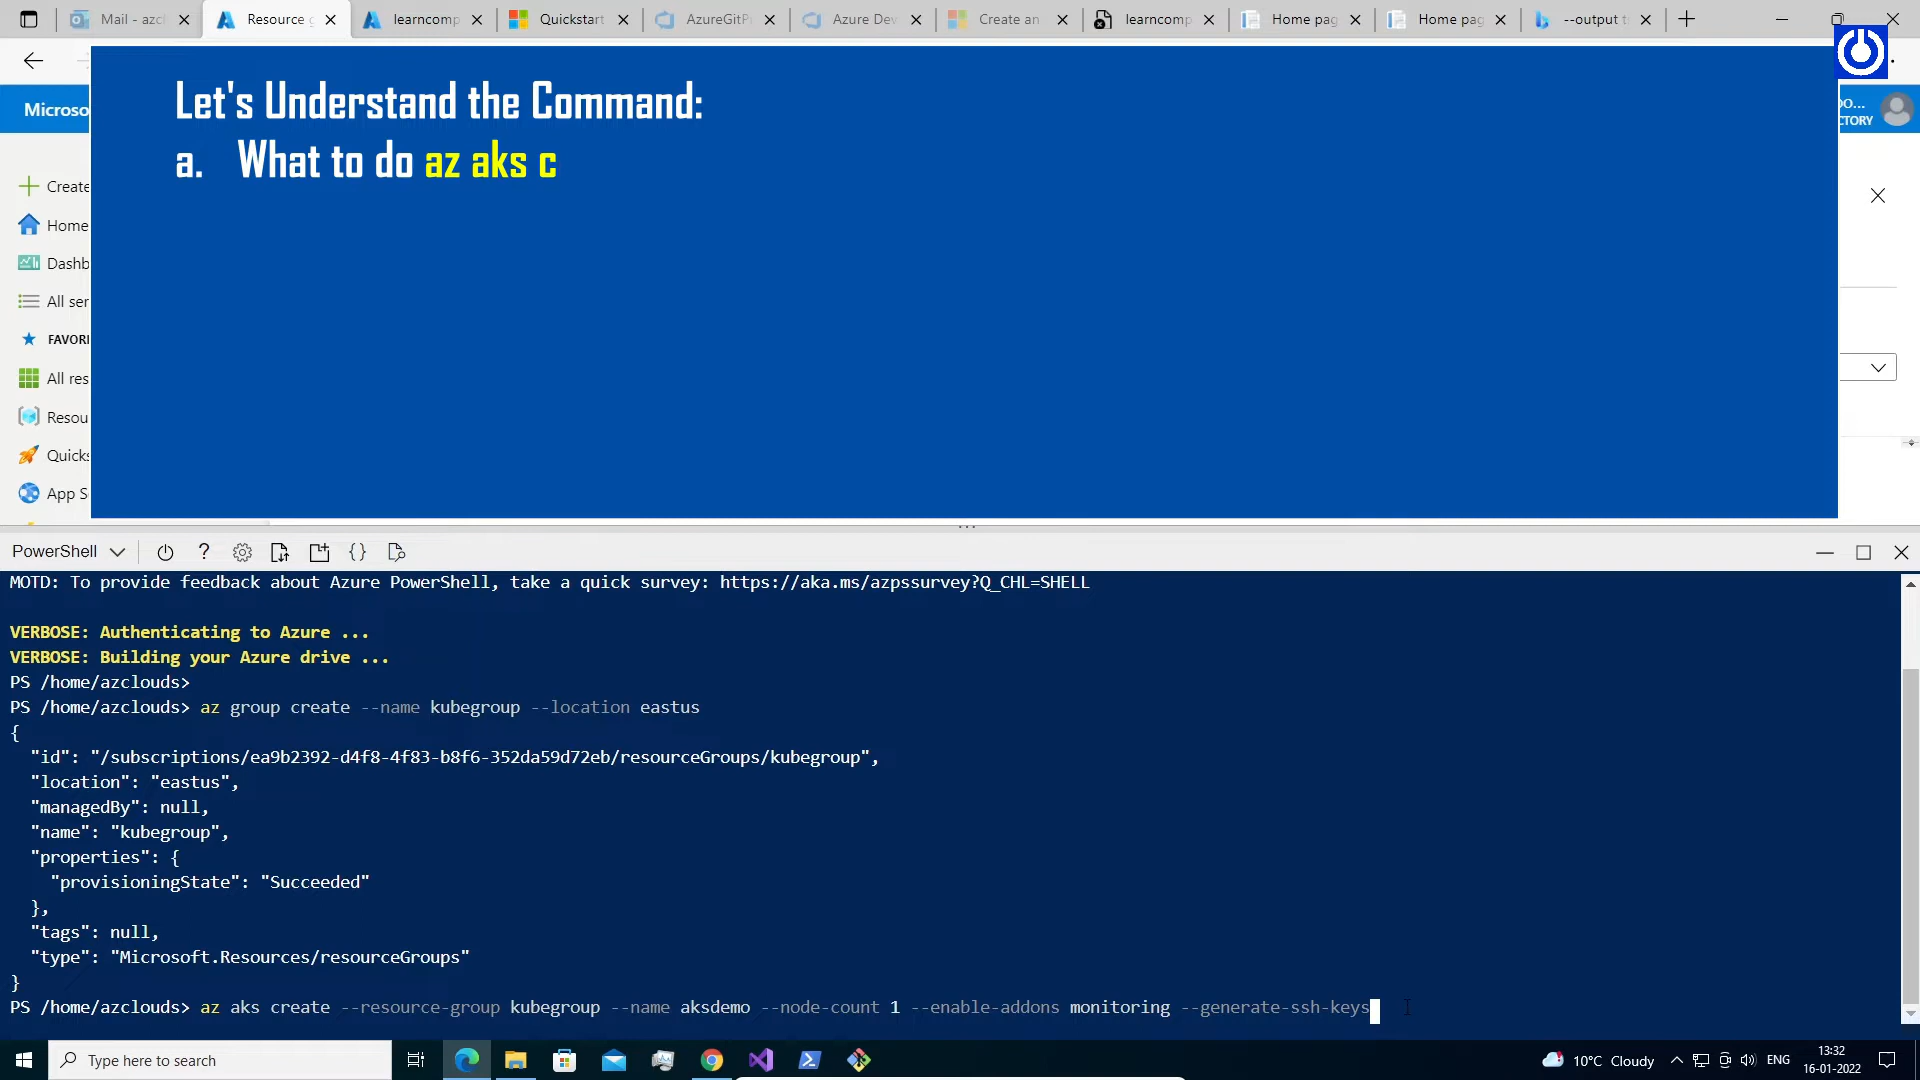 Mail - azcl
Resource g
learncomp
Quickstart
AzureGitPi
Azure Dev
Create an
learncomp
Home pag
Home pag
--output t
Microso
DO...
CTORY
Let's Understand the Command:
a. What to do az aks c
Create
Home
Dashb
All ser
FAVORI
All res
Resou
Quicks
App S
PowerShell
MOTD: To provide feedback about Azure PowerShell, take a quick survey: https://aka.ms/azpssurvey?Q_CHL=SHELL
VERBOSE: Authenticating to Azure ...
VERBOSE: Building your Azure drive ...
PS /home/azclouds>
PS /home/azclouds> az group create --name kubegroup --location eastus
{
"id": "/subscriptions/ea9b2392-d4f8-4f83-b8f6-352da59d72eb/resourceGroups/kubegroup",
"location": "eastus",
"managedBy": null,
"name": "kubegroup",
"properties": {
"provisioningState": "Succeeded"
},
"tags": null,
"type": "Microsoft.Resources/resourceGroups"
}
PS /home/azclouds> az aks create --resource-group kubegroup --name aksdemo --node-count 1 --enable-addons monitoring --generate-ssh-keys
Type here to search
10°C Cloudy
ENG
13:32
16-01-2022